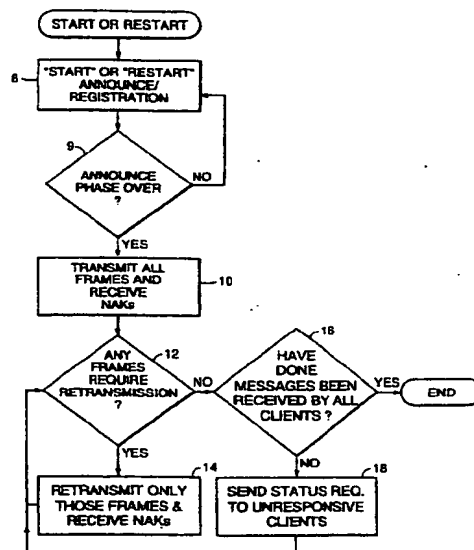 START OR RESTART
8
"START" OR "RESTART"
ANNOUNCE/
REGISTRATION
9
ANNOUNCE
PHASE OVER
?
NO
YES
TRANSMIT ALL
FRAMES AND
RECEIVE
NAKs
10
12
ANY
FRAMES
REQUIRE
RETRANSMISSION
?
NO
YES
16
HAVE
DONE
MESSAGES BEEN
RECEIVED BY ALL
CLIENTS ?
YES
END
NO
14
RETRANSMIT ONLY
THOSE FRAMES &
RECEIVE NAKs
18
SEND STATUS REQ.
TO UNRESPONSIVE
CLIENTS